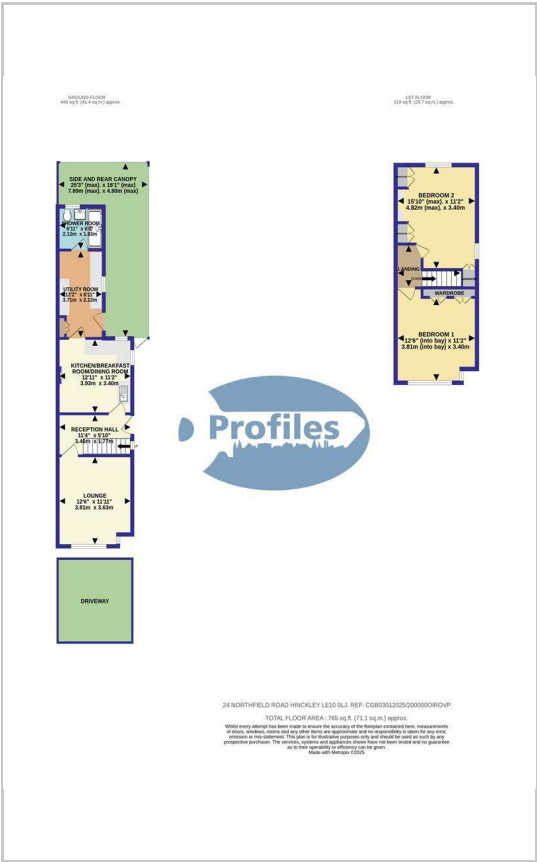 GROUND FLOOR
446 sq.ft. (41.4 sq.m.) approx.
1ST FLOOR
319 sq.ft. (29.7 sq.m.) approx.
SIDE AND REAR CANOPY
25'3" (max). x 16'1" (max)
7.69m (max). x 4.90m (max)
SHOWER ROOM
6'11" x 6'0"
2.12m x 1.83m
UTILITY ROOM
12'2" x 6'11"
3.71m x 2.12m
KITCHEN/BREAKFAST
ROOM/DINING ROOM
12'11" x 11'2"
3.93m x 3.40m
RECEPTION HALL
11'4" x 5'10"
3.45m x 1.77m
UP
LOUNGE
12'6" x 11'11"
3.81m x 3.63m
DRIVEWAY
BEDROOM 2
15'10" (max) x 11'2"
4.82m (max). x 3.40m
LANDING
DOWN
WARDROBE
BEDROOM 1
12'6" (into bay) x 11'2"
3.81m (into bay) x 3.40m
Profiles
24 NORTHFIELD ROAD HINCKLEY LE10 0LJ. REF: CGB03012025/200000OIROVP
TOTAL FLOOR AREA : 765 sq.ft. (71.1 sq.m.) approx.
Whilst every attempt has been made to ensure the accuracy of the floorplan contained here, measurements
of doors, windows, rooms and any other items are approximate and no responsibility is taken for any error,
omission or mis-statement. This plan is for illustrative purposes only and should be used as such by any
prospective purchaser. The services, systems and appliances shown have not been tested and no guarantee
as to their operability or efficiency can be given.
Made with Metropix ©2025